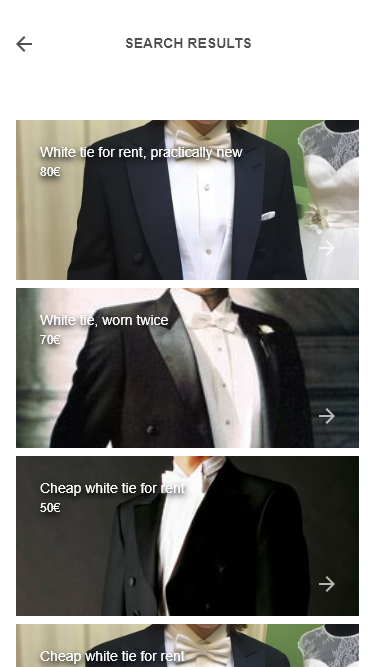 SEARCH RESULTS
White tie for rent, practically new
80€
White tie, worn twice
70€
Cheap white tie for rent
50€
Cheap white tie for rent